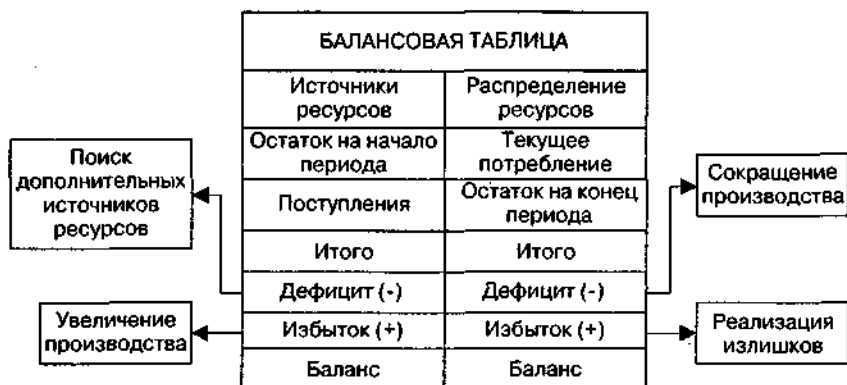 БАЛАНСОВАЯ ТАБЛИЦА
Источники
ресурсов
Распределение
ресурсов
Остаток на начало
периода
Текущее
потребление
Поступления
Остаток на конец
периода
Итого
Итого
Дефицит (-)
Дефицит (-)
Избыток (+)
Избыток (+)
Баланс
Баланс
Поиск
дополнительных
источников
ресурсов
Увеличение
производства
Сокращение
производства
Реализация
излишков